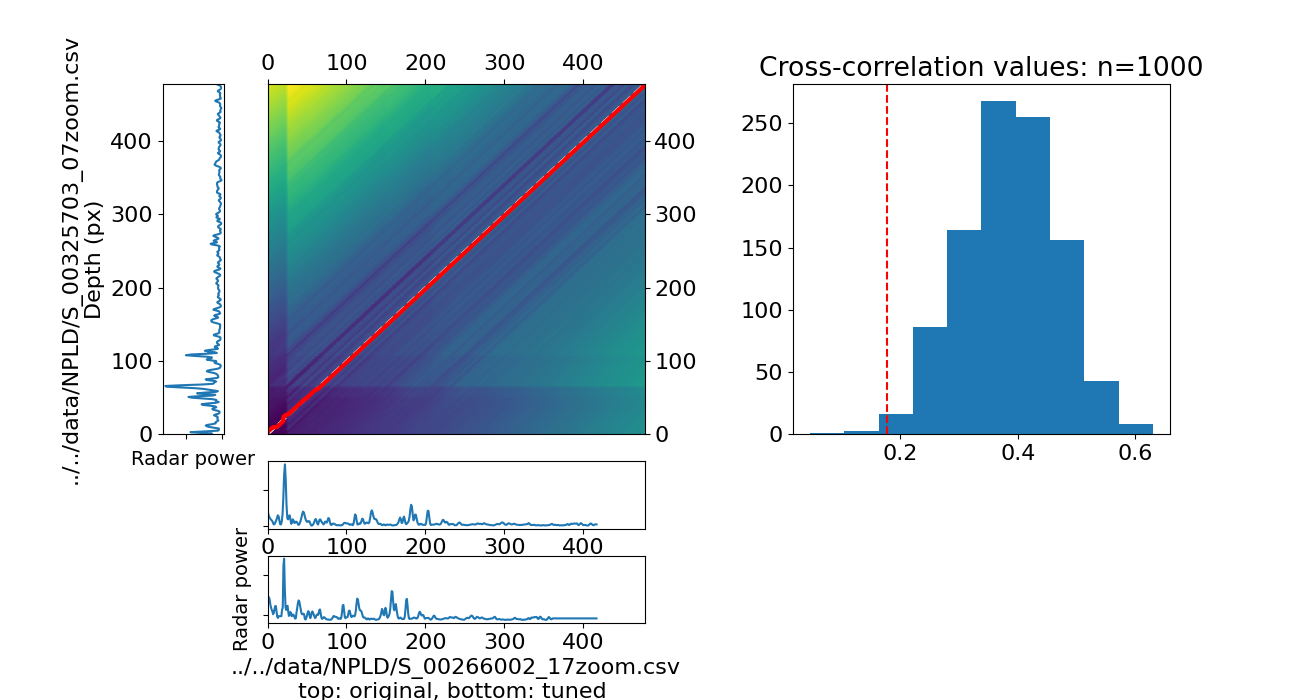 0 100 200 300 400
Cross-correlation values: n=1000
../../data/NPLD/S_00325703_07zoom.csv
Depth (px)
400
300
200
100
0
Radar power
400
300
200
100
0
250
200
150
100
50
0
0.2 0.4 0.6
0 100 200 300 400
Radar power
0 100 200 300 400
../../data/NPLD/S_00266002_17zoom.csv
top: original, bottom: tuned